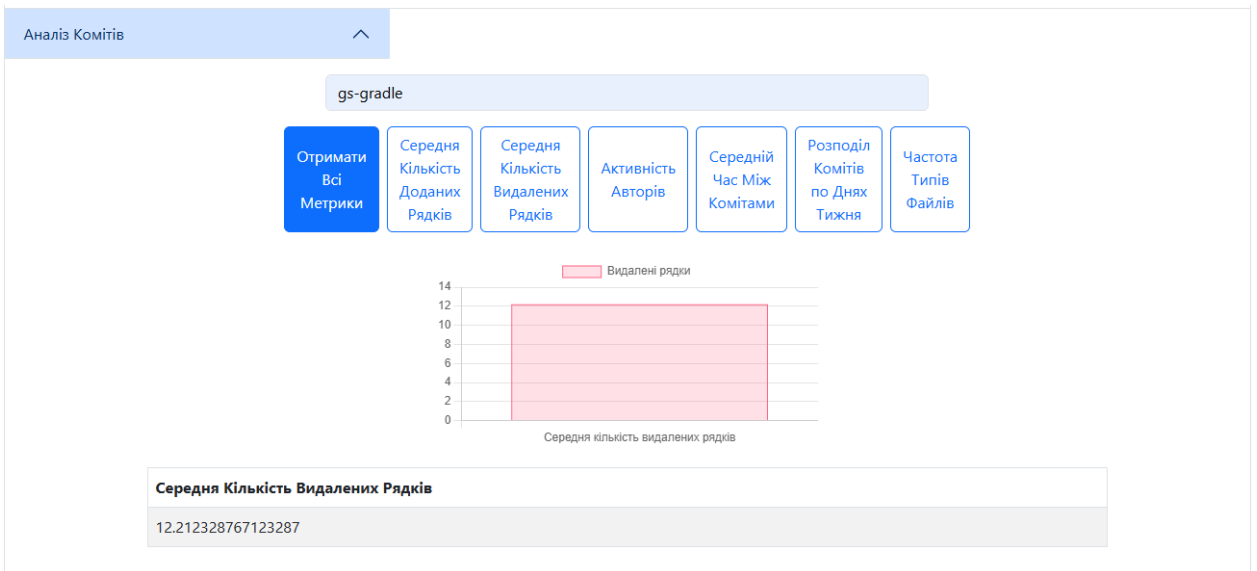 Аналіз Комітів
gs-gradle
Отримати
Всі
Метрики
Середня
Кількість
Доданих
Рядків
Середня
Кількість
Видалених
Рядків
Активність
Авторів
Середній
Час Між
Комітами
Розподіл
Комітів
по Днях
Тижня
Частота
Типів
Файлів
Видалені рядки
14
12
10
8
6
4
2
0
Середня кількість видалених рядків
Середня Кількість Видалених Рядків
12.212328767123287